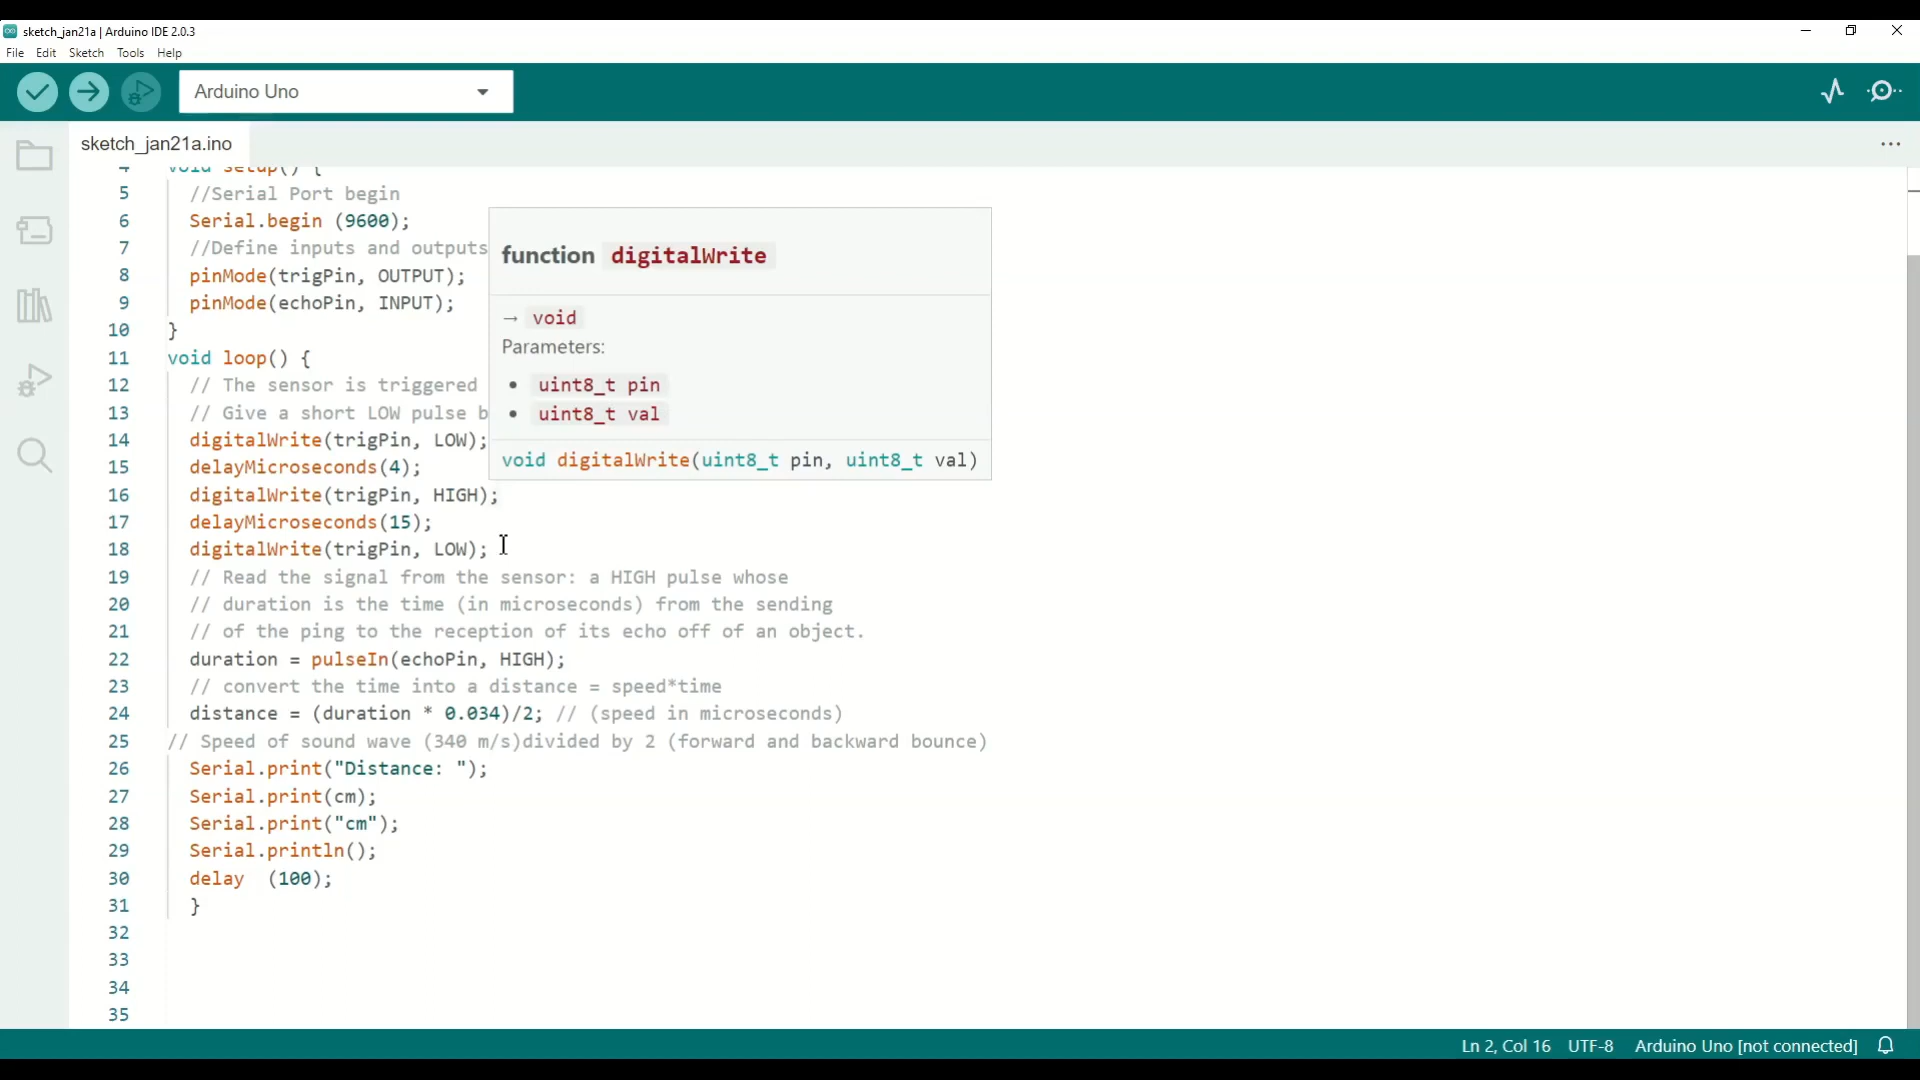 sketch_jan21a | Arduino IDE 2.0.3
File Edit Sketch Tools Help
Arduino Uno
sketch_jan21a.ino
4 void setup() {
5 //Serial Port begin
6 Serial.begin (9600);
7 //Define inputs and outputs
8 pinMode(trigPin, OUTPUT);
9 pinMode(echoPin, INPUT);
10 }
11 void loop() {
12 // The sensor is triggered
13 // Give a short LOW pulse b
14 digitalWrite(trigPin, LOW);
15 delayMicroseconds(4);
16 digitalWrite(trigPin, HIGH);
17 delayMicroseconds(15);
18 digitalWrite(trigPin, LOW);
19 // Read the signal from the sensor: a HIGH pulse whose
20 // duration is the time (in microseconds) from the sending
21 // of the ping to the reception of its echo off of an object.
22 duration = pulseIn(echoPin, HIGH);
23 // convert the time into a distance = speed*time
24 distance = (duration * 0.034)/2; // (speed in microseconds)
25 // Speed of sound wave (340 m/s)divided by 2 (forward and backward bounce)
26 Serial.print("Distance: ");
27 Serial.print(cm);
28 Serial.print("cm");
29 Serial.println();
30 delay  (100);
31 }
32
33
34
35
function digitalWrite
→ void
Parameters:
• uint8_t pin
• uint8_t val
void digitalWrite(uint8_t pin, uint8_t val)
Ln 2, Col 16 UTF-8 Arduino Uno [not connected]